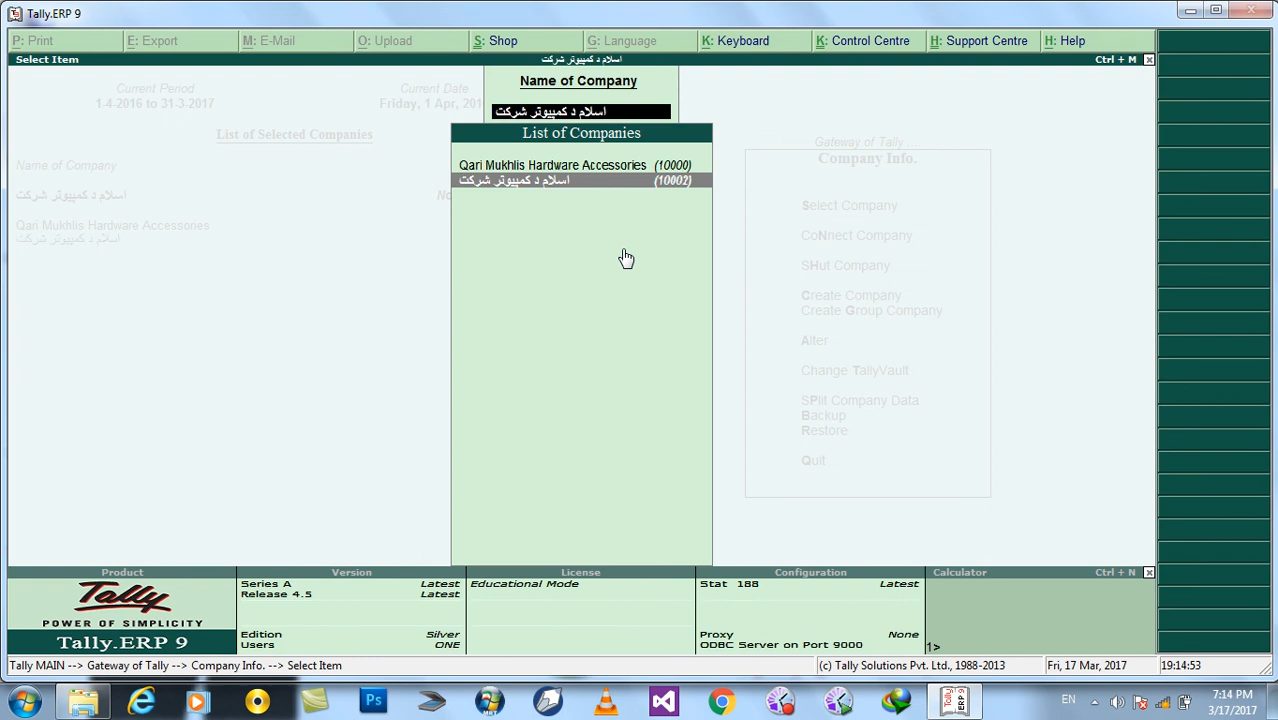 Tally.ERP 9
P: Print E: Export M: E-Mail O: Upload S: Shop G: Language K: Keyboard K: Control Centre H: Support Centre H: Help
Select Item اسلام د کمپیوتر شرکت Ctrl + M
Current Period Current Date
1-4-2016 to 31-3-2017 Friday, 1 Apr, 201
Name of Company
اسلام د کمپیوتر شرکت
List of Selected Companies
Name of Company
اسلام د کمپیوتر شرکت No
Qari Mukhlis Hardware Accessories
اسلام د کمپیوتر شرکت
List of Companies
Qari Mukhlis Hardware Accessories (10000)
اسلام د کمپیوتر شرکت (10002)
Gateway of Tally.....
Company Info.
Select Company
CoNnect Company
SHut Company
Create Company
Create Group Company
Alter
Change TallyVault
SPlit Company Data
Backup
Restore
Quit
Product Version License Configuration Calculator Ctrl + N
Tally
POWER OF SIMPLICITY
Tally.ERP 9
Series A Latest
Release 4.5 Latest
Edition Silver
Users ONE
Educational Mode
Stat 188 Latest
Proxy None
ODBC Server on Port 9000
1>
Tally MAIN --> Gateway of Tally --> Company Info. --> Select Item (c) Tally Solutions Pvt. Ltd., 1988-2013 Fri, 17 Mar, 2017 19:14:53
Ps EN 7:14 PM
3/17/2017